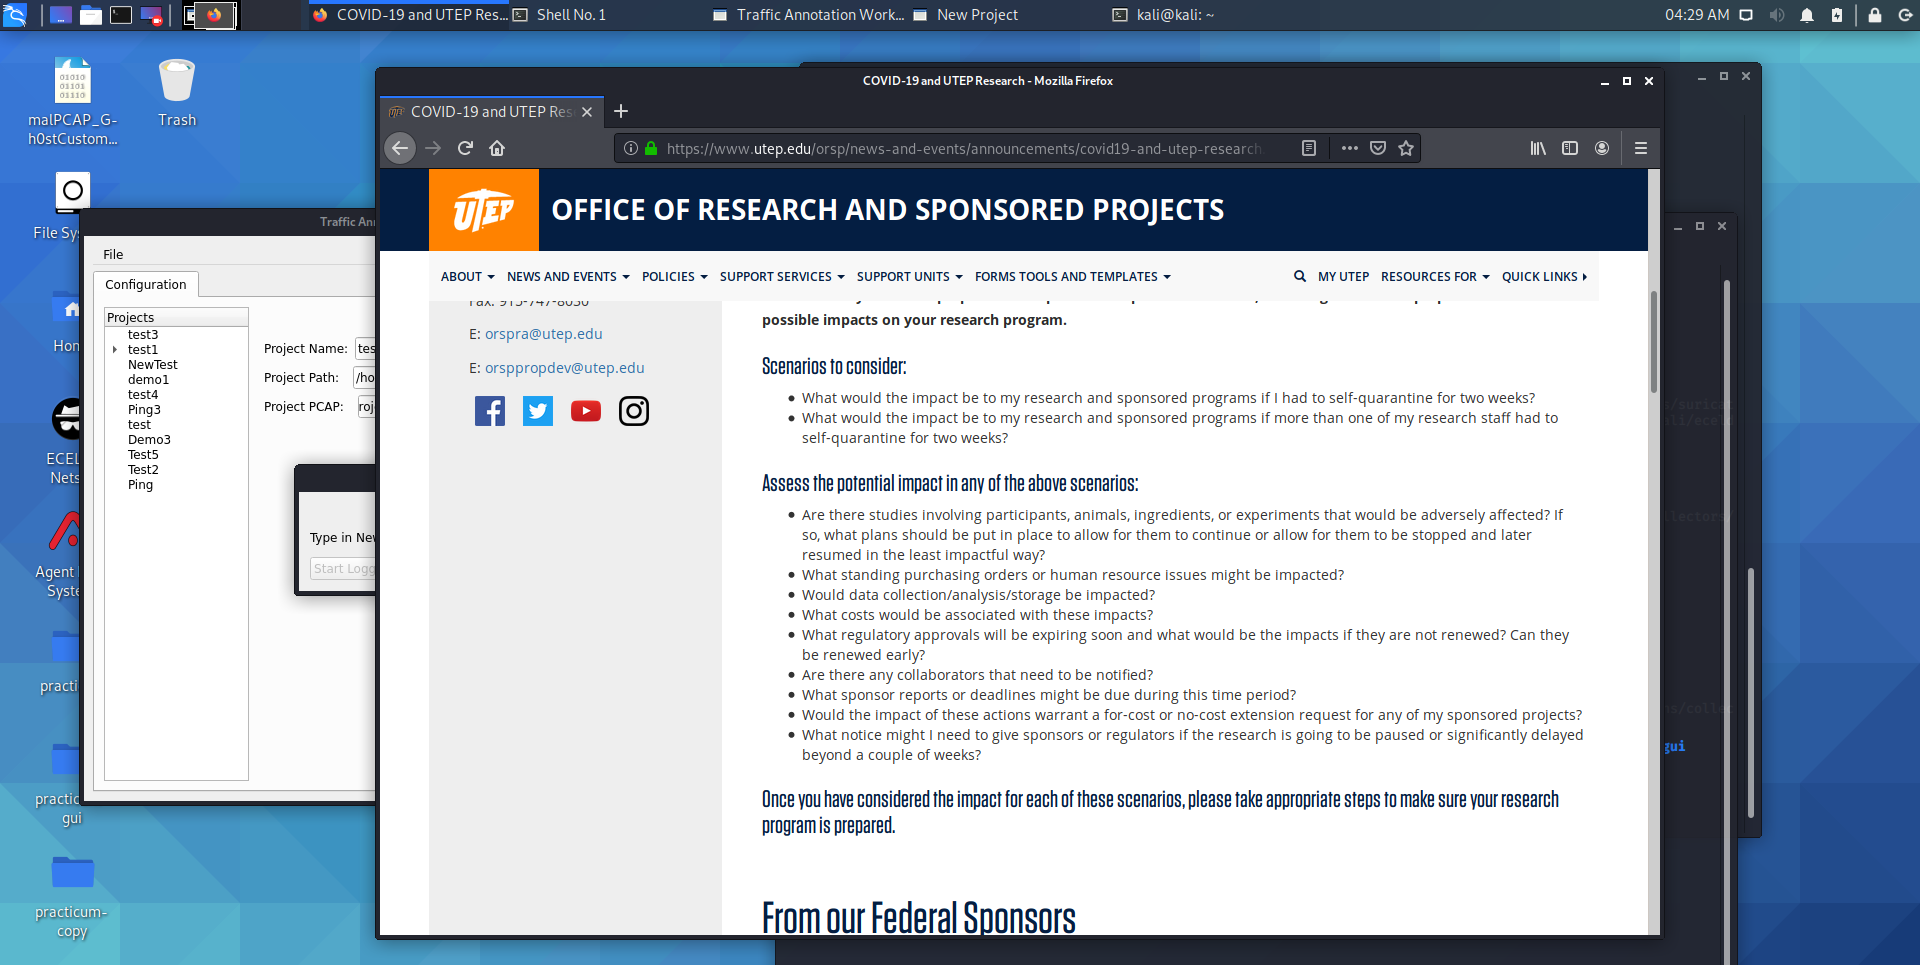 COVID-19 and UTEP Res...
Shell No. 1
Traffic Annotation Work...
New Project
kali@kali: ~
04:29 AM
malPCAP_G-
h0stCustom...
Trash
File Sys
Hon
ECEL
Nets
Agent
Syste
practi
practic
gui
practicum-
copy
Traffic An
File
Configuration
Projects
test3
test1
NewTest
demo1
test4
Ping3
test
Demo3
Test5
Test2
Ping
Project Name: tes
Project Path: /ho
Project PCAP: roj
Type in Nev
Start Logg
COVID-19 and UTEP Research - Mozilla Firefox
COVID-19 and UTEP Res
https://www.utep.edu/orsp/news-and-events/announcements/covid19-and-utep-research
UTEP
OFFICE OF RESEARCH AND SPONSORED PROJECTS
ABOUT
NEWS AND EVENTS
POLICIES
SUPPORT SERVICES
SUPPORT UNITS
FORMS TOOLS AND TEMPLATES
MY UTEP
RESOURCES FOR
QUICK LINKS
Fax: 915-747-8030
E: orspra@utep.edu
E: orsppropdev@utep.edu
possible impacts on your research program.
Scenarios to consider:
What would the impact be to my research and sponsored programs if I had to self-quarantine for two weeks?
What would the impact be to my research and sponsored programs if more than one of my research staff had to
self-quarantine for two weeks?
Assess the potential impact in any of the above scenarios:
Are there studies involving participants, animals, ingredients, or experiments that would be adversely affected? If
so, what plans should be put in place to allow for them to continue or allow for them to be stopped and later
resumed in the least impactful way?
What standing purchasing orders or human resource issues might be impacted?
Would data collection/analysis/storage be impacted?
What costs would be associated with these impacts?
What regulatory approvals will be expiring soon and what would be the impacts if they are not renewed? Can they
be renewed early?
Are there any collaborators that need to be notified?
What sponsor reports or deadlines might be due during this time period?
Would the impact of these actions warrant a for-cost or no-cost extension request for any of my sponsored projects?
What notice might I need to give sponsors or regulators if the research is going to be paused or significantly delayed
beyond a couple of weeks?
Once you have considered the impact for each of these scenarios, please take appropriate steps to make sure your research
program is prepared.
From our Federal Sponsors
s/surica
li/eceld
llectors/
s/collec
gui